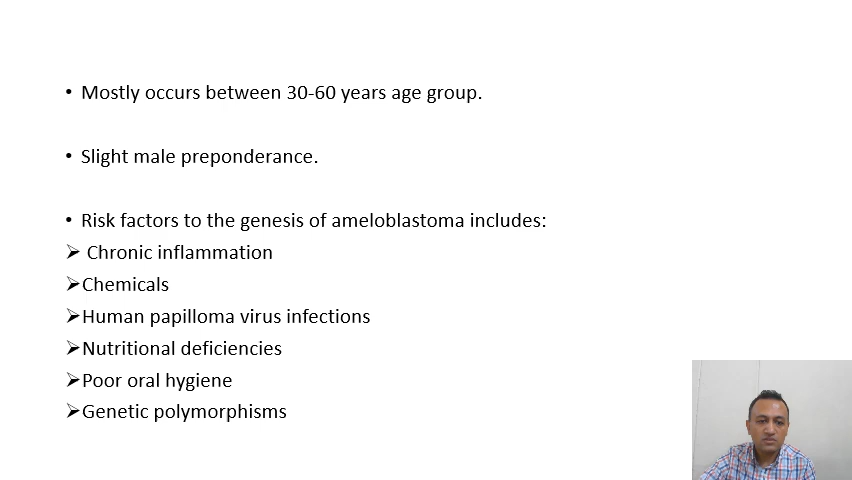 • Mostly occurs between 30-60 years age group.
• Slight male preponderance.
• Risk factors to the genesis of ameloblastoma includes:
➢ Chronic inflammation
➢Chemicals
➢Human papilloma virus infections
➢Nutritional deficiencies
➢Poor oral hygiene
➢Genetic polymorphisms